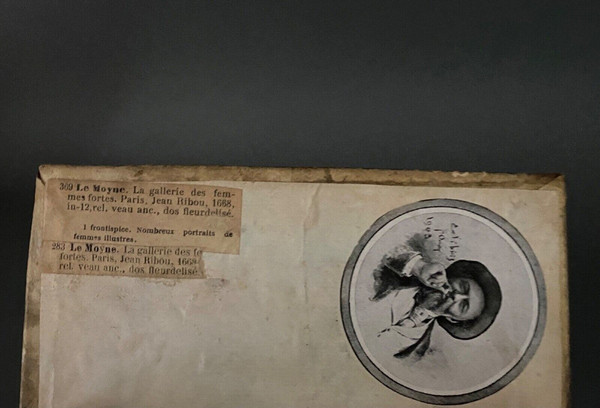 369 Le Moyne. La gallerie des fem-
mes fortes. Paris, Jean Ribou, 1668,
in-12, rel. veau anc., dos fleurdelisé.
1 frontispice. Nombreux portraits de
femmes illustres.
283 Le Moyne. La gallerie des fe
fortes. Paris, Jean Ribou, 1668
rel. veau anc., dos fleurdelisé